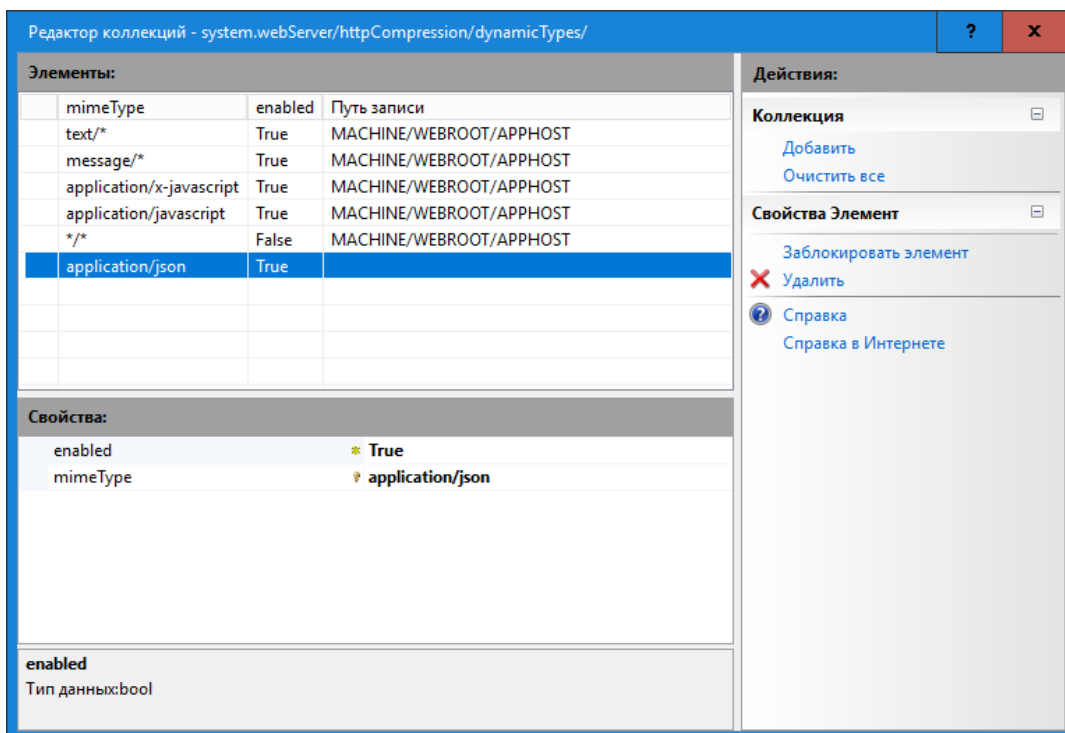 Редактор коллекций - system.webServer/httpCompression/dynamicTypes/ ? x
Элементы:
mimeType enabled Путь записи
text/* True MACHINE/WEBROOT/APPHOST
message/* True MACHINE/WEBROOT/APPHOST
application/x-javascript True MACHINE/WEBROOT/APPHOST
application/javascript True MACHINE/WEBROOT/APPHOST
*/* False MACHINE/WEBROOT/APPHOST
application/json True
Свойства:
enabled True
mimeType application/json
enabled
Тип данных:bool
Действия:
Коллекция
Добавить
Очистить все
Свойства Элемент
Заблокировать элемент
Удалить
Справка
Справка в Интернете